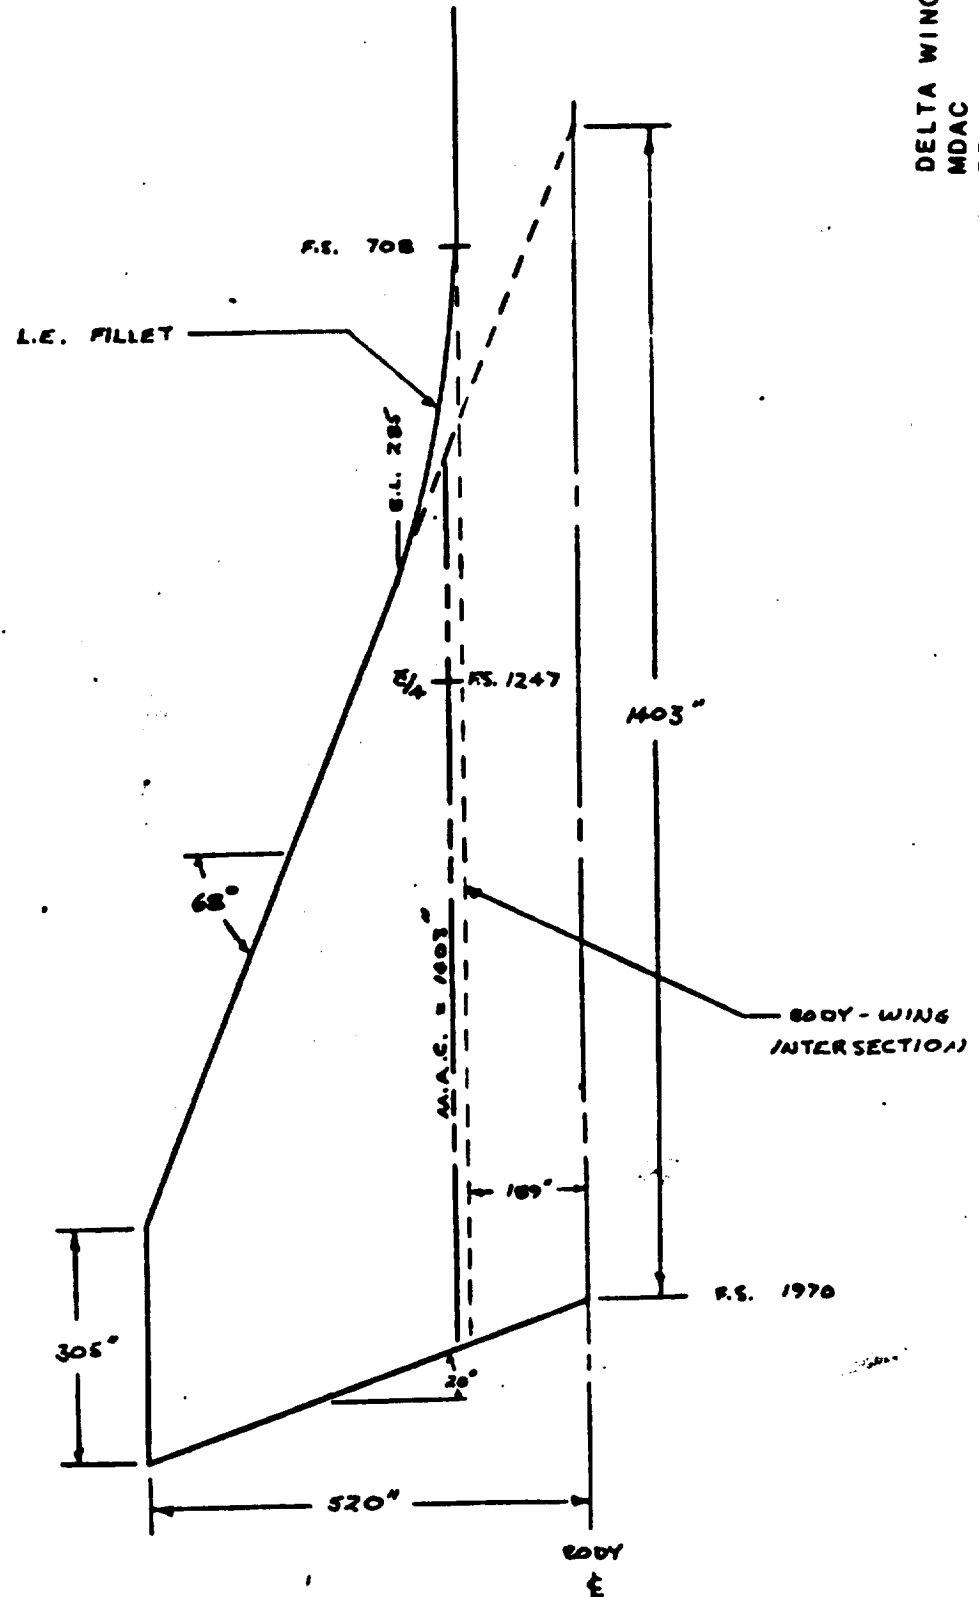 DELTA WING
MDAC
F.S. 708
L.E. FILLET
B.L. 285
c̄/4
F.S. 1247
1403"
68°
M.A.C. = 1403"
BODY - WING
INTERSECTION
189"
F.S. 1970
305"
20°
520"
BODY
℄